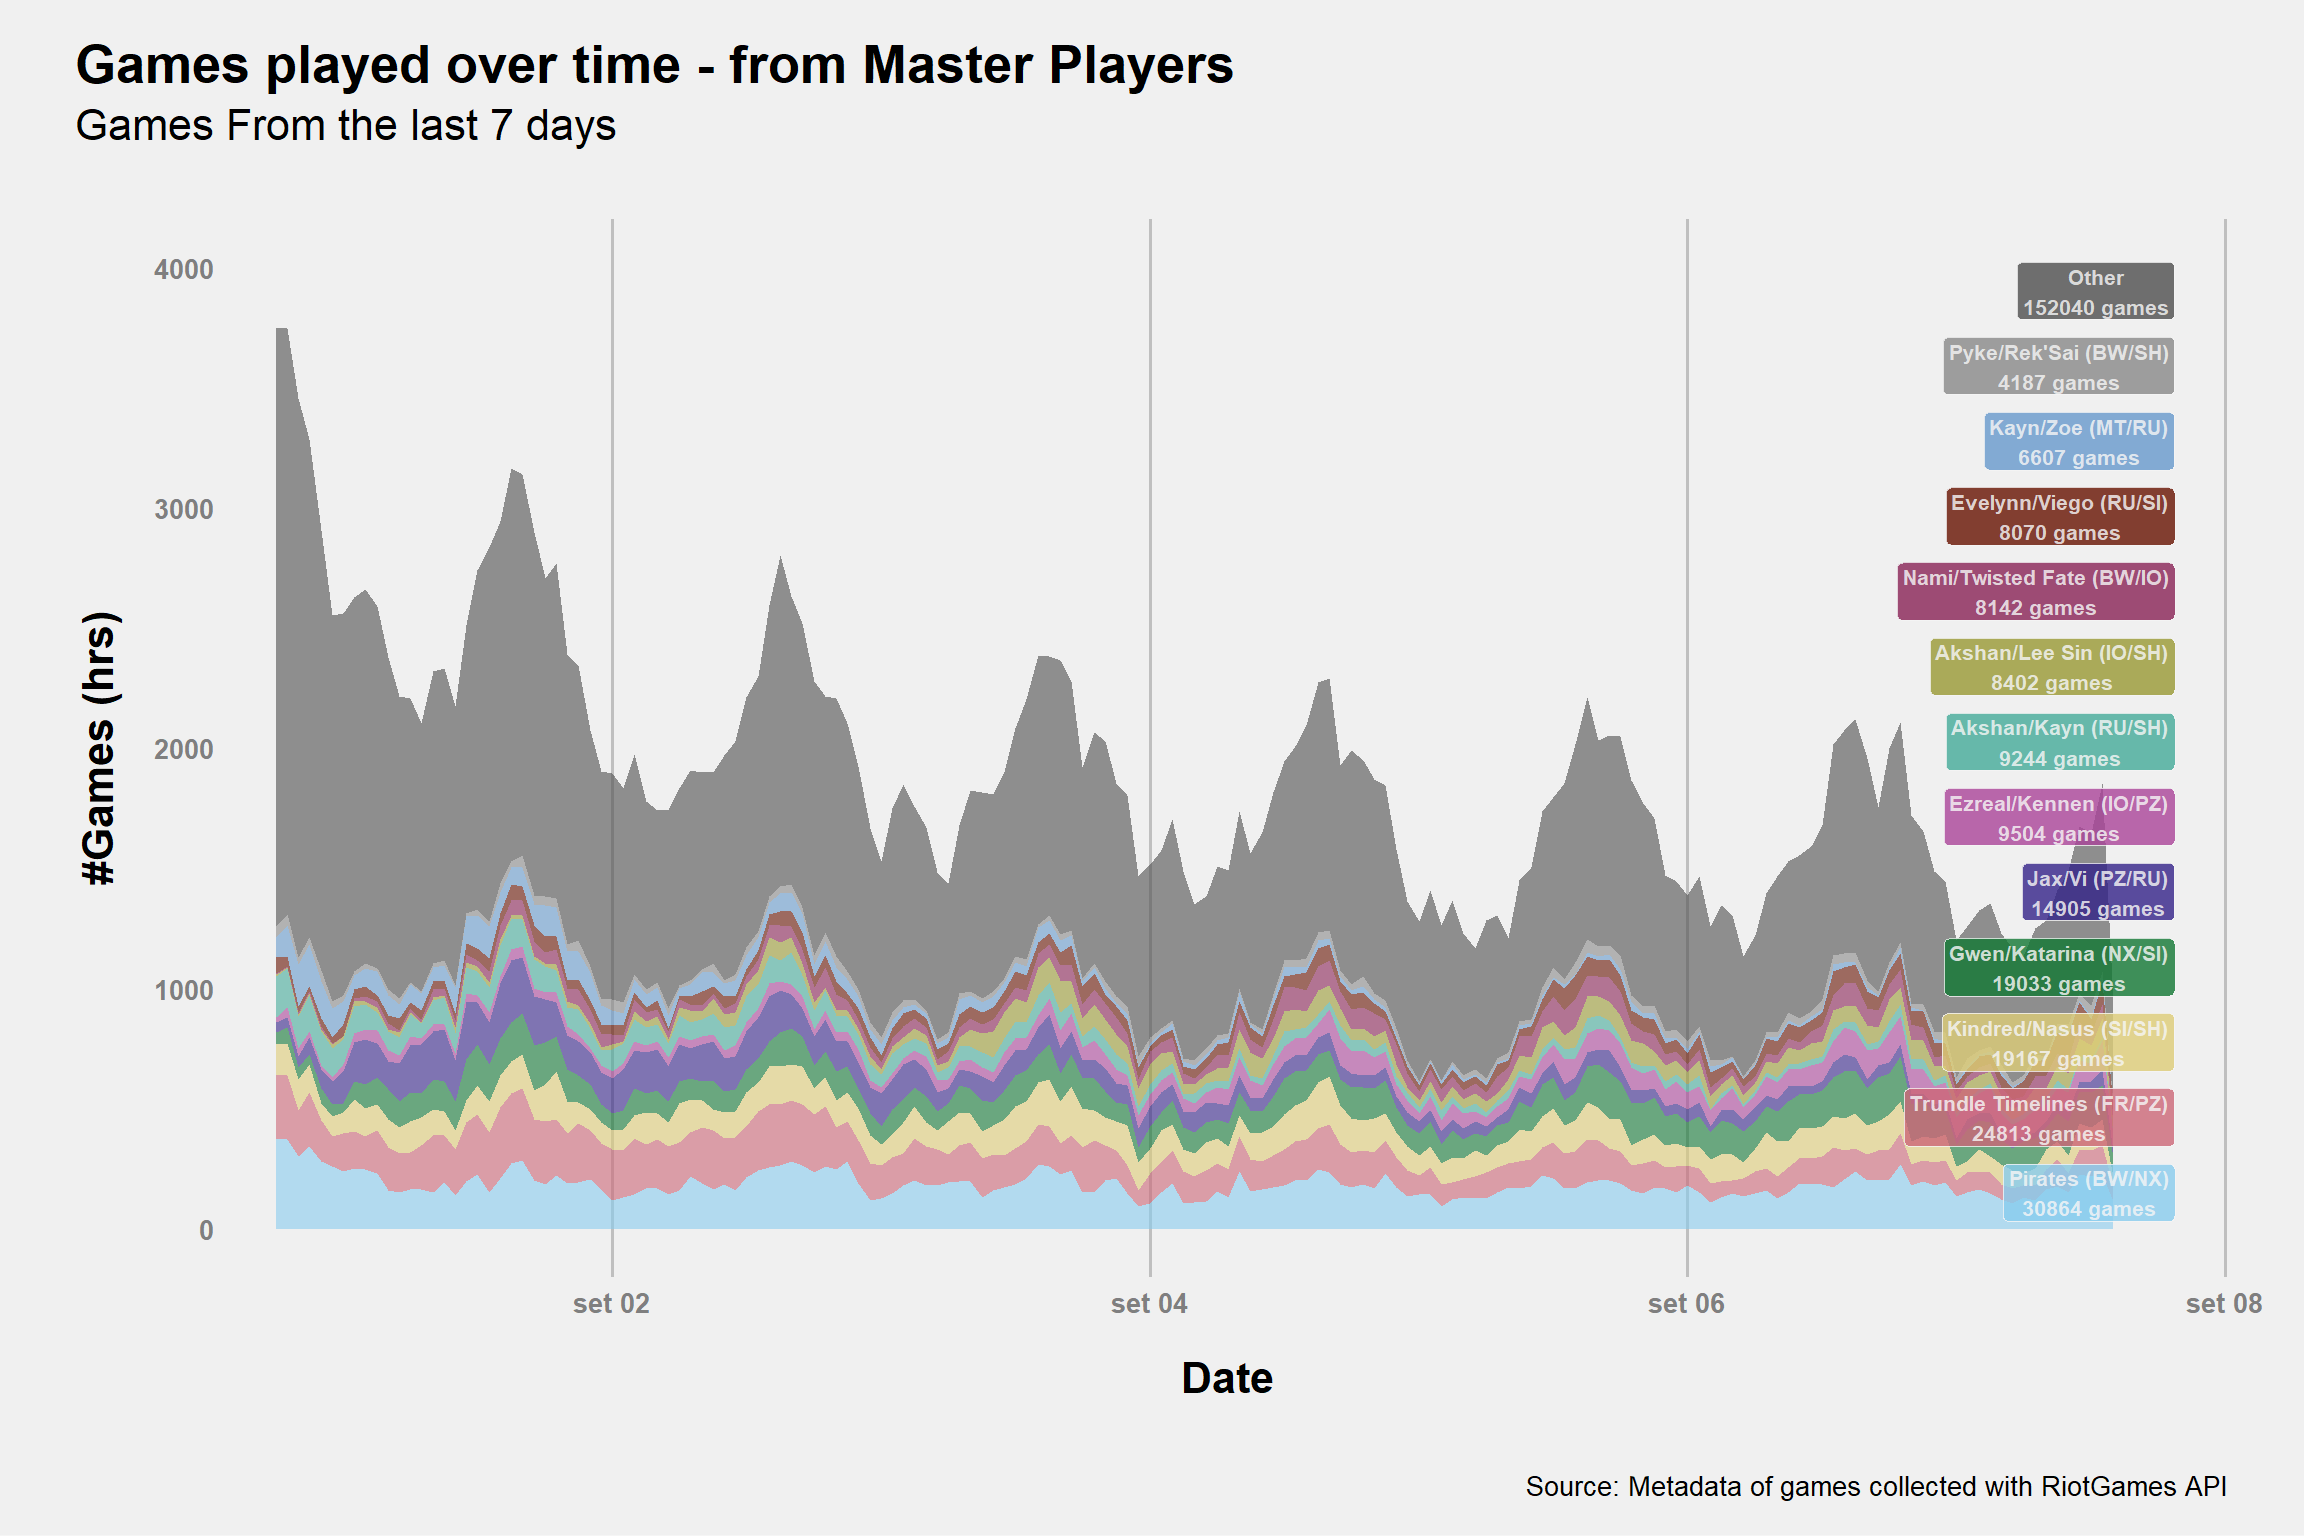 Games played over time - from Master Players
Games From the last 7 days
#Games (hrs)
4000
3000
2000
1000
0
Other
152040 games
Pyke/Rek'Sai (BW/SH)
4187 games
Kayn/Zoe (MT/RU)
6607 games
Evelynn/Viego (RU/SI)
8070 games
Nami/Twisted Fate (BW/IO)
8142 games
Akshan/Lee Sin (IO/SH)
8402 games
Akshan/Kayn (RU/SH)
9244 games
Ezreal/Kennen (IO/PZ)
9504 games
Jax/Vi (PZ/RU)
14905 games
Gwen/Katarina (NX/SI)
19033 games
Kindred/Nasus (SI/SH)
19167 games
Trundle Timelines (FR/PZ)
24813 games
Pirates (BW/NX)
30864 games
set 02
set 04
set 06
set 08
Date
Source: Metadata of games collected with RiotGames API